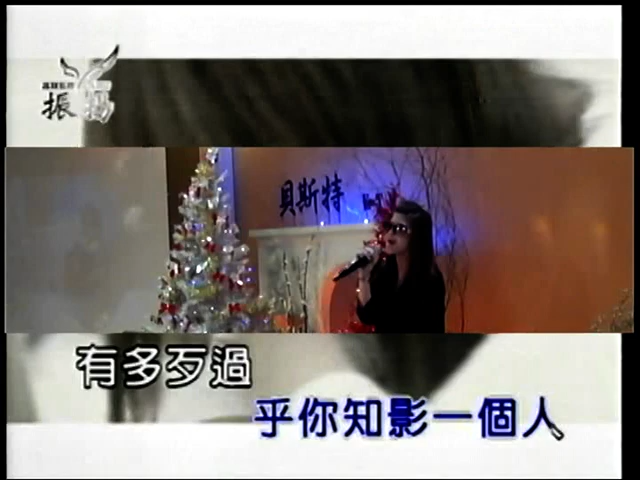 振揚
貝斯特
有多歹過
乎你知影一個人